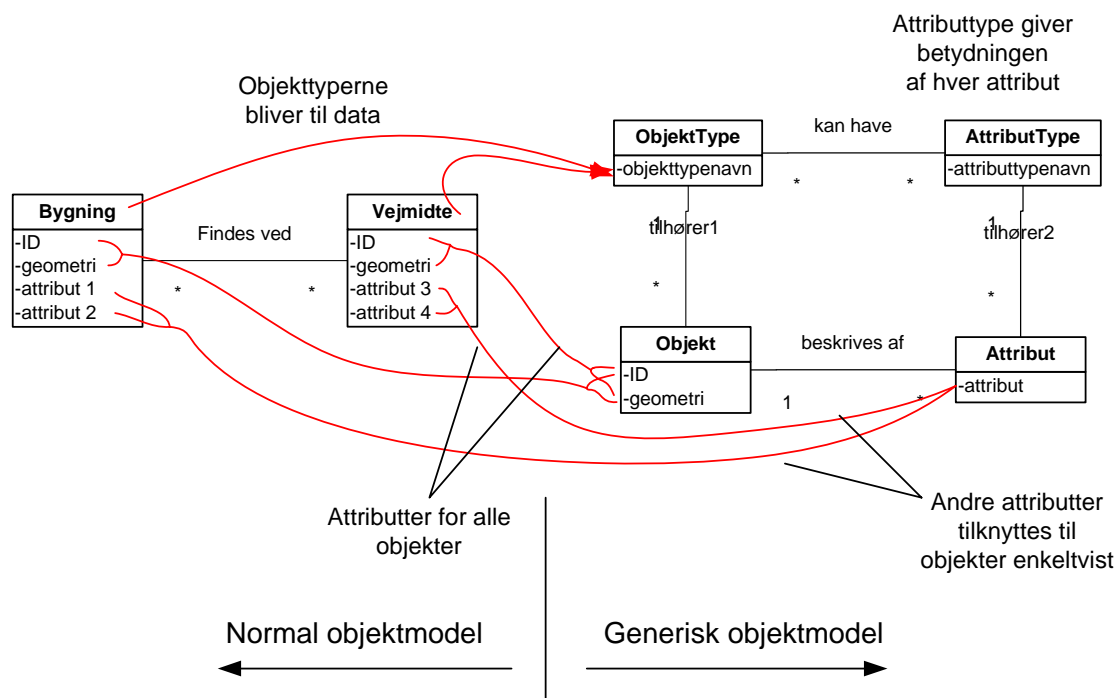 Attributtype giver
betydningen
af hver attribut
Objekttyperne
bliver til data
ObjektType
-objekttypenavn
kan have
*
*
AttributType
-attributtypenavn
Bygning
-ID
-geometri
-attribut 1
-attribut 2
Findes ved
*
*
Vejmidte
-ID
-geometri
-attribut 3
-attribut 4
1
tilhører1
*
1
tilhører2
*
Objekt
-ID
-geometri
beskrives af
1
*
Attribut
-attribut
Attributter for alle
objekter
Andre attributter
tilknyttes til
objekter enkeltvist
Normal objektmodel
Generisk objektmodel